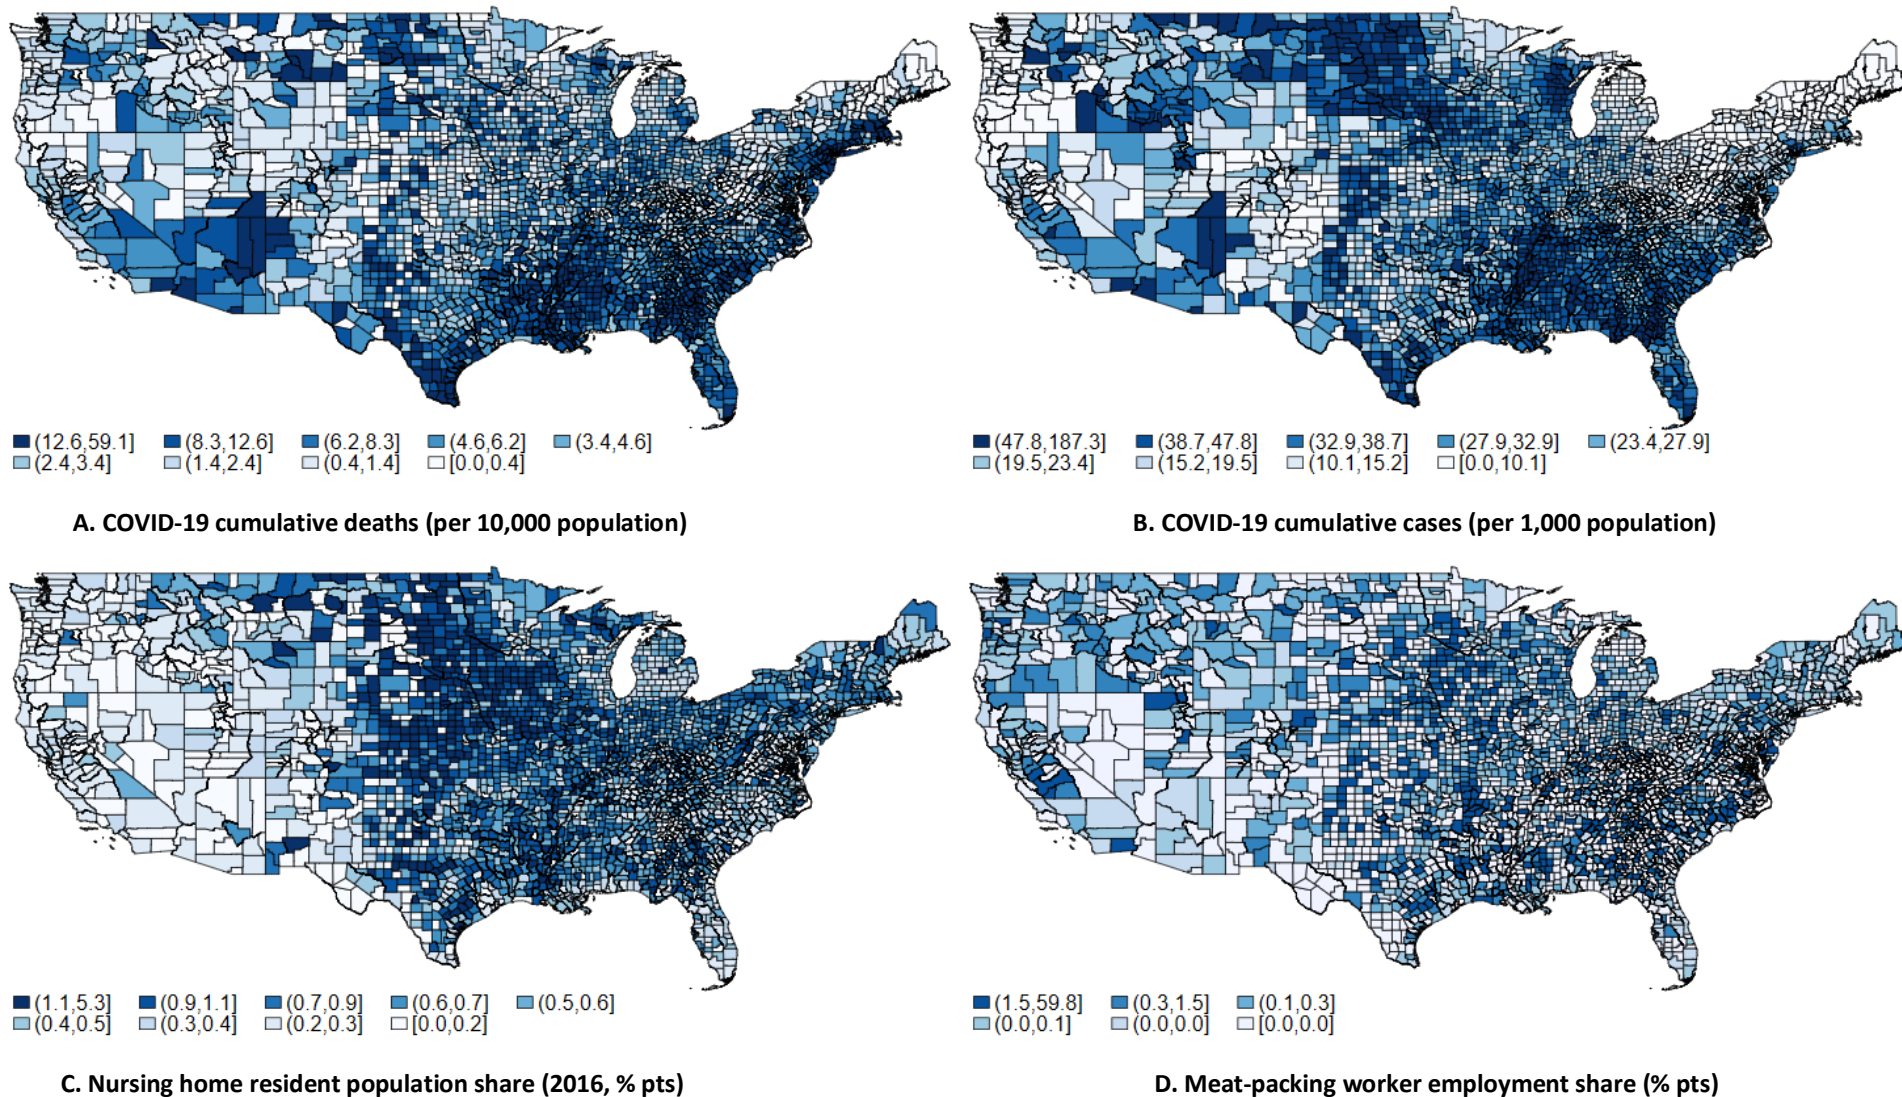 (12.6,59.1] (8.3,12.6] (6.2,8.3] (4.6,6.2] (3.4,4.6]
(2.4,3.4] (1.4,2.4] (0.4,1.4] [0.0,0.4]
A. COVID-19 cumulative deaths (per 10,000 population)
(47.8,187.3] (38.7,47.8] (32.9,38.7] (27.9,32.9] (23.4,27.9]
(19.5,23.4] (15.2,19.5] (10.1,15.2] [0.0,10.1]
B. COVID-19 cumulative cases (per 1,000 population)
(1.1,5.3] (0.9,1.1] (0.7,0.9] (0.6,0.7] (0.5,0.6]
(0.4,0.5] (0.3,0.4] (0.2,0.3] [0.0,0.2]
C. Nursing home resident population share (2016, % pts)
(1.5,59.8] (0.3,1.5] (0.1,0.3]
(0.0,0.1] (0.0,0.0] [0.0,0.0]
D. Meat-packing worker employment share (% pts)